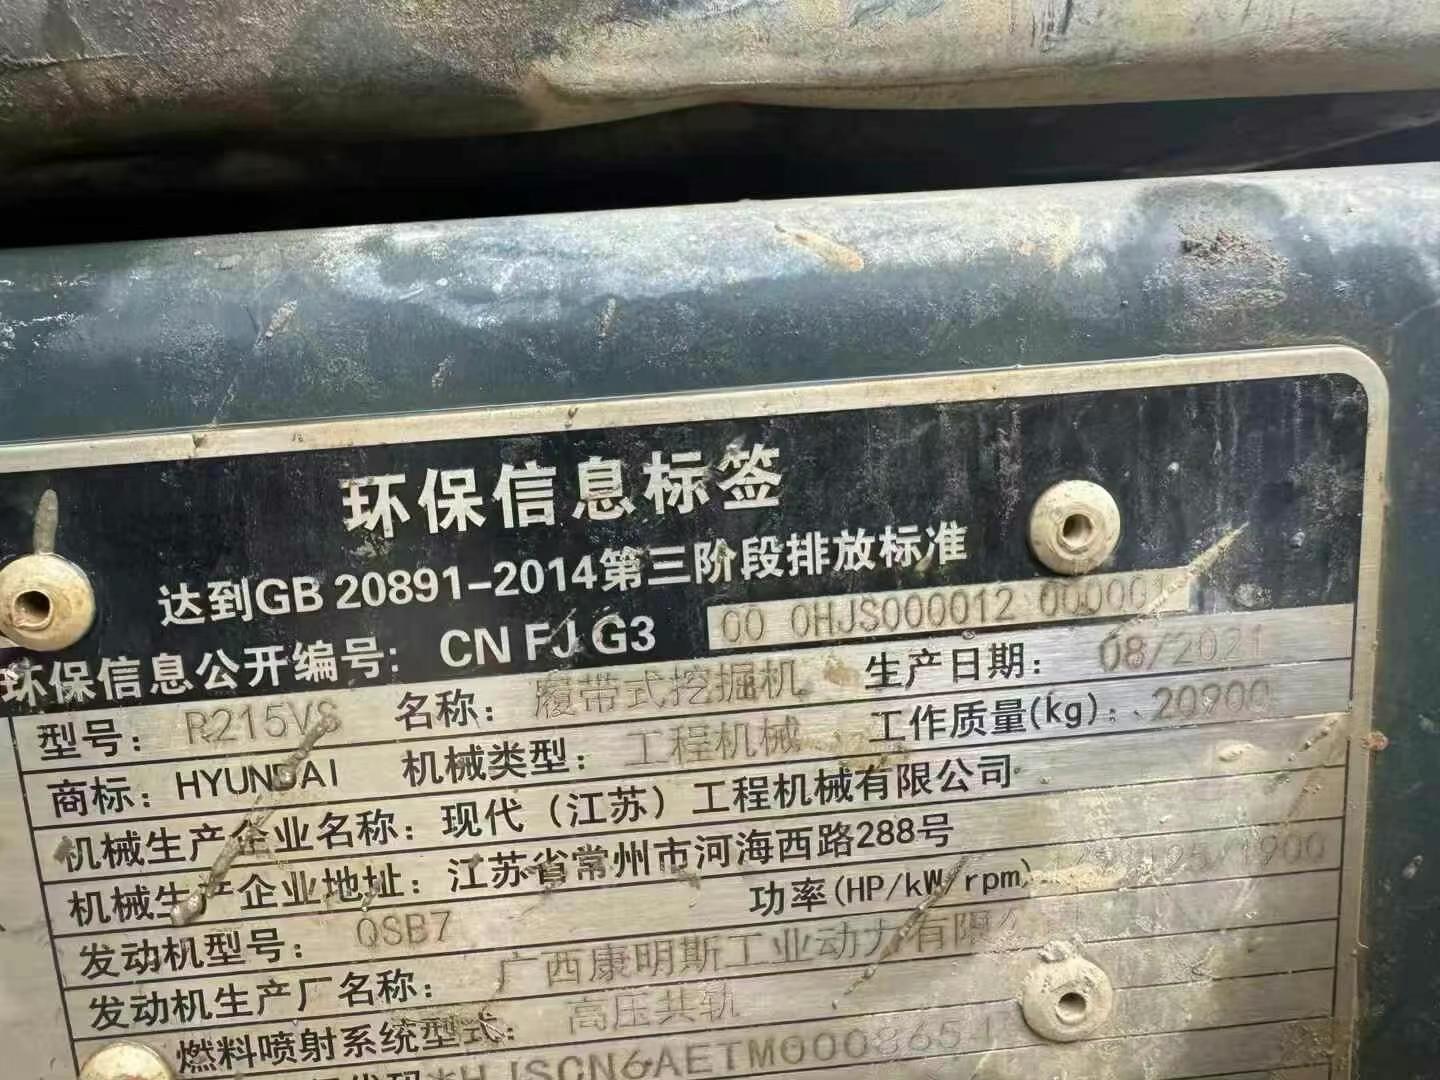 环保信息标签
达到GB 20891-2014第三阶段排放标准
环保信息公开编号: CN FJ G3 00 0HJS000012 000001
型号: R215VS 名称: 履带式挖掘机 生产日期: 08/2021
商标: HYUNDAI 机械类型: 工程机械 工作质量(kg): 20900
机械生产企业名称: 现代（江苏）工程机械有限公司
机械生产企业地址: 江苏省常州市河海西路288号
发动机型号: QSB7 功率(HP/kW/rpm) 125/1900
发动机生产厂名称: 广西康明斯工业动力有限
燃料喷射系统型式: 高压共轨
*HJSCN6AETM0008654